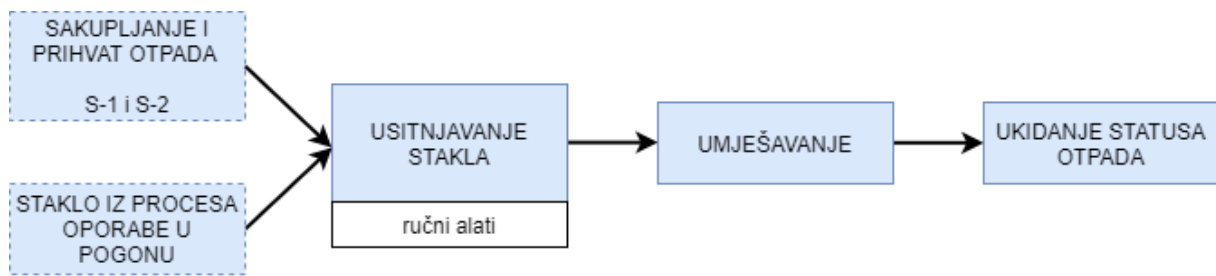 SAKUPLJANJE I
PRIHVAT OTPADA
S-1 i S-2
STAKLO IZ PROCESA
OPORABE U
POGONU
USITNJAVANJE
STAKLA
ručni alati
UMJEŠAVANJE
UKIDANJE STATUSA
OTPADA